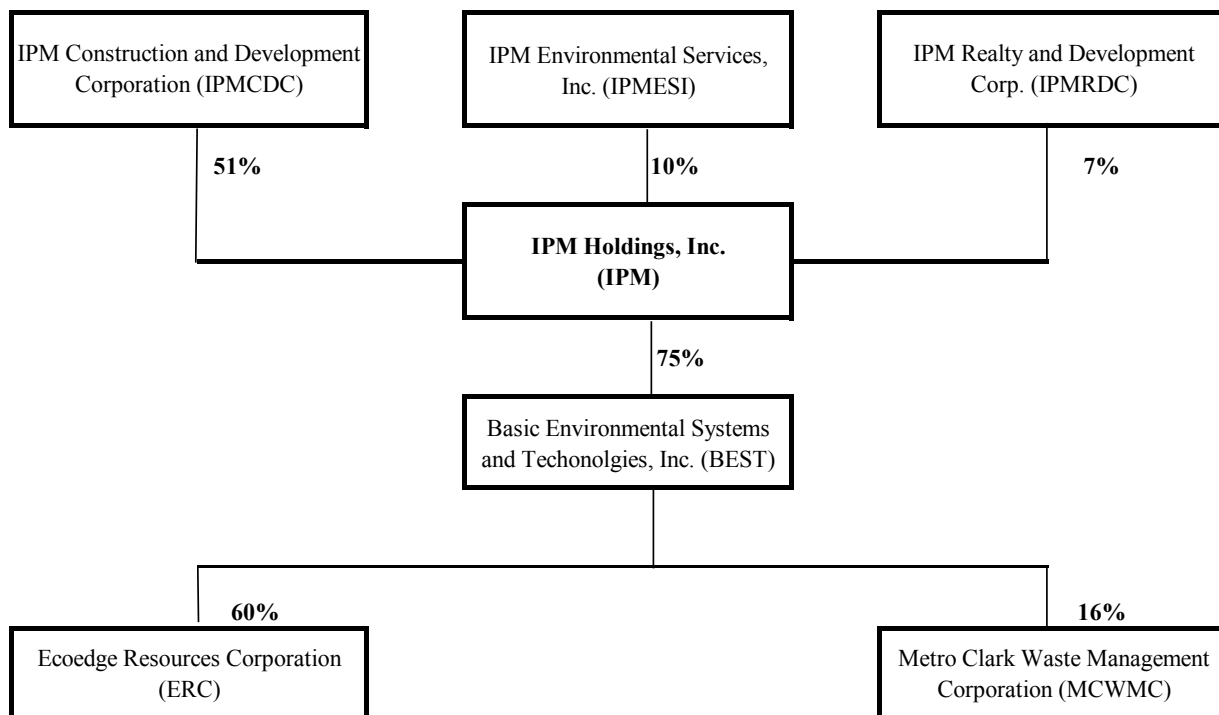 IPM Construction and Development
Corporation (IPMCDC)
IPM Environmental Services,
Inc. (IPMESI)
IPM Realty and Development
Corp. (IPMRDC)
51%
10%
7%
IPM Holdings, Inc.
(IPM)
75%
Basic Environmental Systems
and Techonolgies, Inc. (BEST)
60%
16%
Ecoedge Resources Corporation
(ERC)
Metro Clark Waste Management
Corporation (MCWMC)